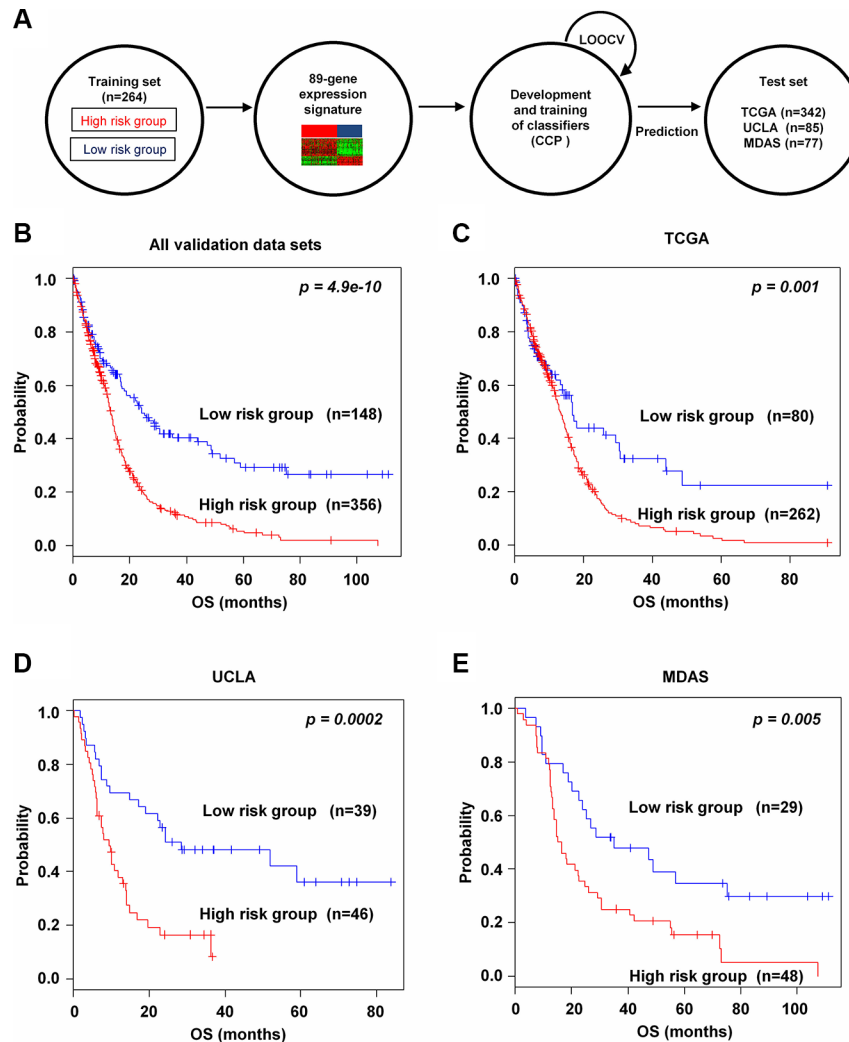 A
Training set
(n=264)
High risk group
Low risk group
89-gene
expression
signature
LOOCV
Development
and training
of classifiers
(CCP )
Prediction
Test set
TCGA (n=342)
UCLA (n=85)
MDAS (n=77)
B
All validation data sets
p = 4.9e-10
Probability
1.0
0.8
0.6
0.4
0.2
0.0
Low risk group (n=148)
High risk group (n=356)
0 20 40 60 80 100
OS (months)
C
TCGA
p = 0.001
Probability
1.0
0.8
0.6
0.4
0.2
0.0
Low risk group (n=80)
High risk group (n=262)
0 20 40 60 80
OS (months)
D
UCLA
p = 0.0002
Probability
1.0
0.8
0.6
0.4
0.2
0.0
Low risk group (n=39)
High risk group (n=46)
0 20 40 60 80
OS (months)
E
MDAS
p = 0.005
Probability
1.0
0.8
0.6
0.4
0.2
0.0
Low risk group (n=29)
High risk group (n=48)
0 20 40 60 80 100
OS (months)